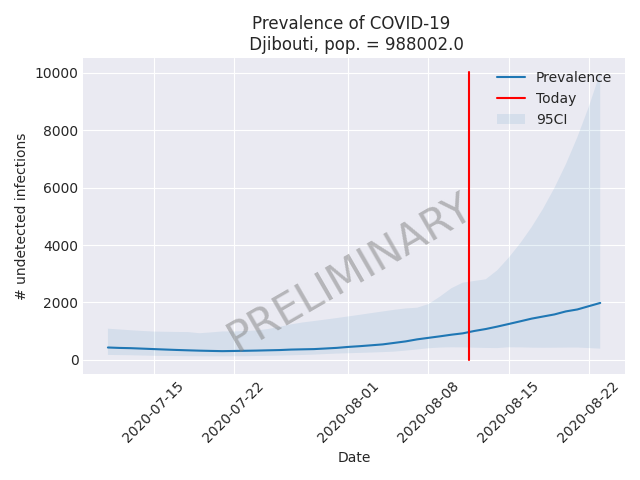 Prevalence of COVID-19
Djibouti, pop. = 988002.0
# undetected infections
10000
8000
6000
4000
2000
0
Prevalence
Today
95CI
PRELIMINARY
2020-07-15
2020-07-22
2020-08-01
2020-08-08
2020-08-15
2020-08-22
Date